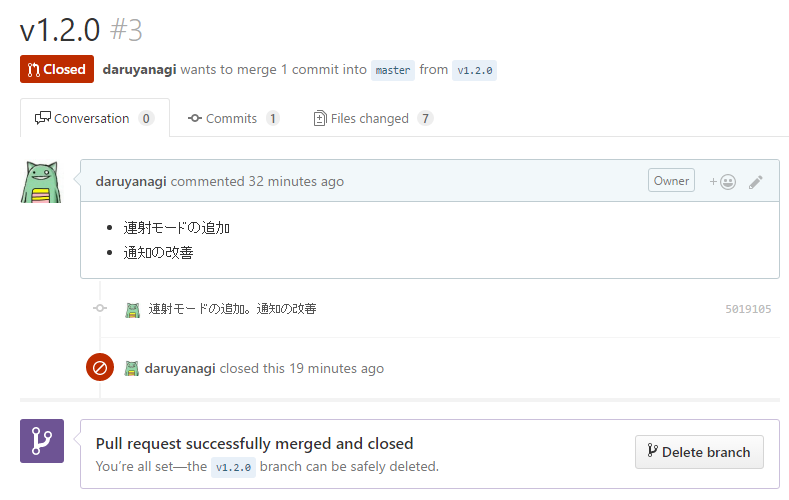 v1.2.0 #3
Closed daruyanagi wants to merge 1 commit into master from v1.2.0
Conversation 0 Commits 1 Files changed 7
daruyanagi commented 32 minutes ago Owner +
連射モードの追加
通知の改善
連射モードの追加。通知の改善 5019105
daruyanagi closed this 19 minutes ago
Pull request successfully merged and closed
You're all set—the v1.2.0 branch can be safely deleted.
Delete branch